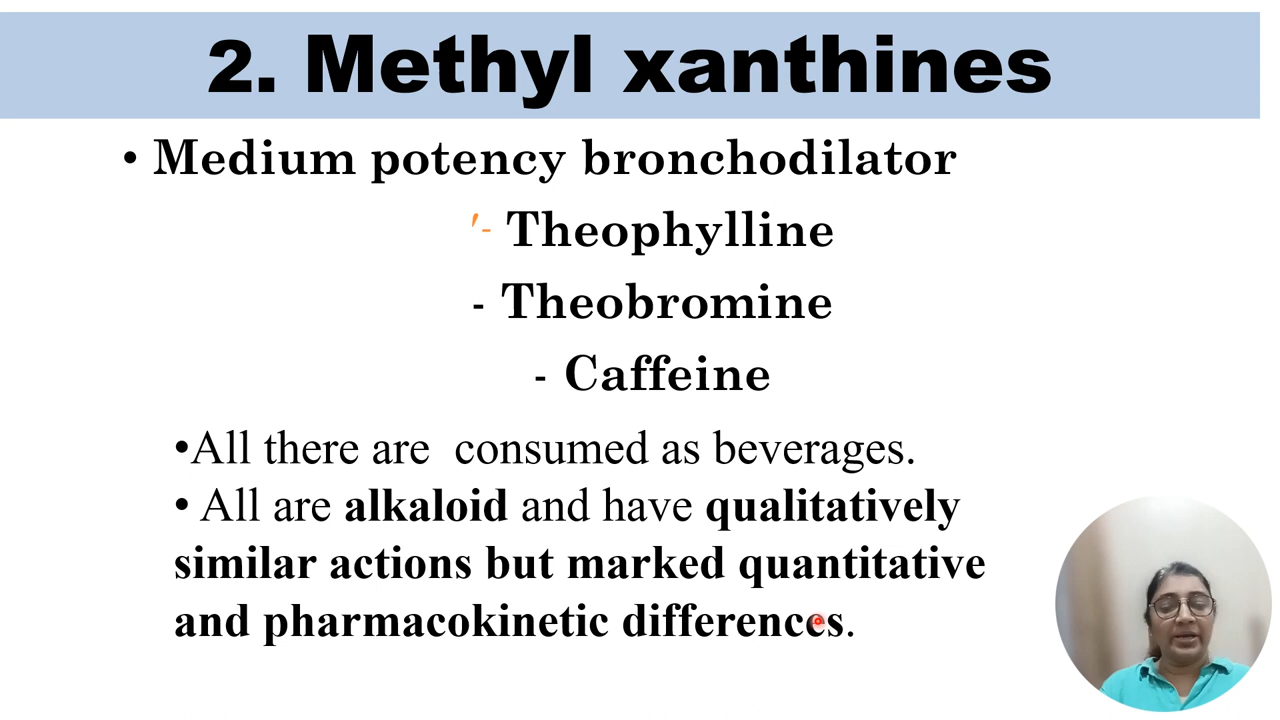 2. Methyl xanthines
• Medium potency bronchodilator
'- Theophylline
- Theobromine
- Caffeine
•All there are  consumed as beverages.
• All are alkaloid and have qualitatively
similar actions but marked quantitative
and pharmacokinetic differences.